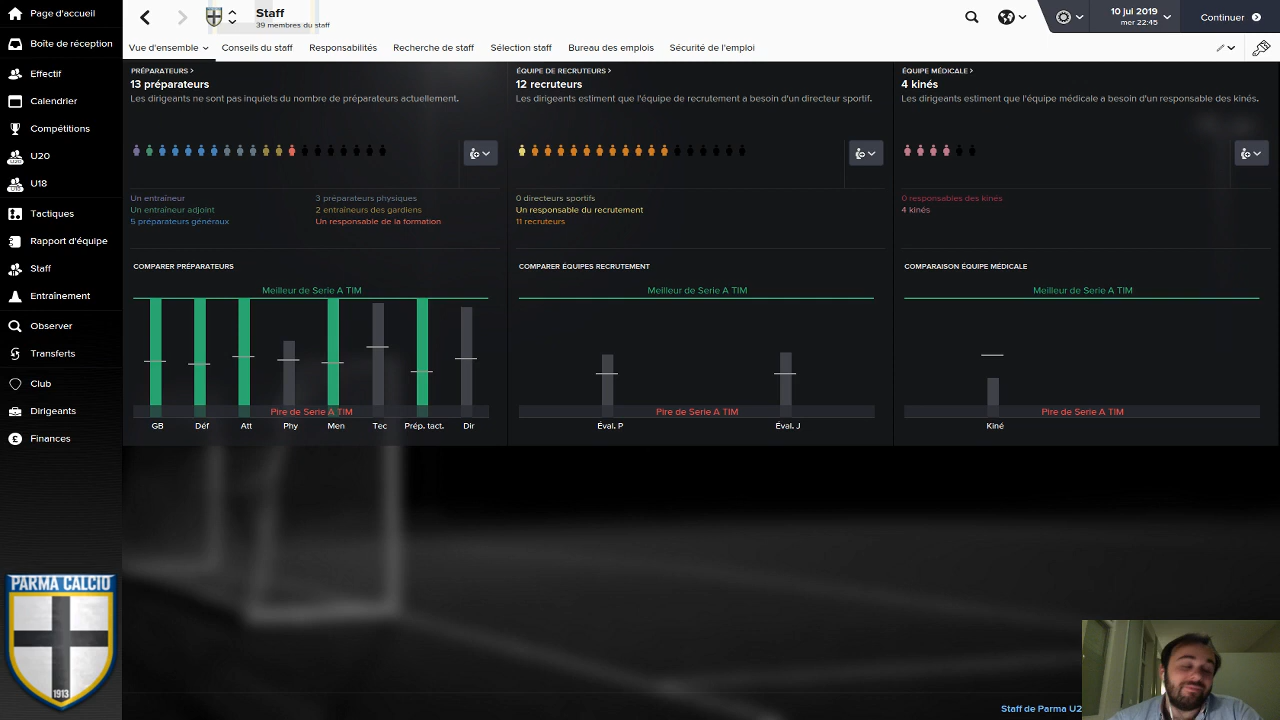 Page d'accueil
Boîte de réception
Effectif
Calendrier
Compétitions
U20
U20
U18
U18
Tactiques
Rapport d'équipe
Staff
Entraînement
Observer
Transferts
Club
Dirigeants
Finances
PARMA CALCIO
1913
Staff
39 membres du staff
10 jul 2019
mer 22:45
Continuer
Vue d'ensemble
Conseils du staff
Responsabilités
Recherche de staff
Sélection staff
Bureau des emplois
Sécurité de l'emploi
PRÉPARATEURS >
13 préparateurs
Les dirigeants ne sont pas inquiets du nombre de préparateurs actuellement.
Un entraîneur
Un entraîneur adjoint
5 préparateurs généraux
3 préparateurs physiques
2 entraîneurs des gardiens
Un responsable de la formation
COMPARER PRÉPARATEURS
Meilleur de Serie A TIM
Pire de Serie A TIM
GB Déf Att Phy Men Tec Prép. tact. Dir
ÉQUIPE DE RECRUTEURS >
12 recruteurs
Les dirigeants estiment que l'équipe de recrutement a besoin d'un directeur sportif.
0 directeurs sportifs
Un responsable du recrutement
11 recruteurs
COMPARER ÉQUIPES RECRUTEMENT
Meilleur de Serie A TIM
Pire de Serie A TIM
Éval. P Éval. J
ÉQUIPE MÉDICALE >
4 kinés
Les dirigeants estiment que l'équipe médicale a besoin d'un responsable des kinés.
0 responsables des kinés
4 kinés
COMPARAISON ÉQUIPE MÉDICALE
Meilleur de Serie A TIM
Pire de Serie A TIM
Kiné
Staff de Parma U2